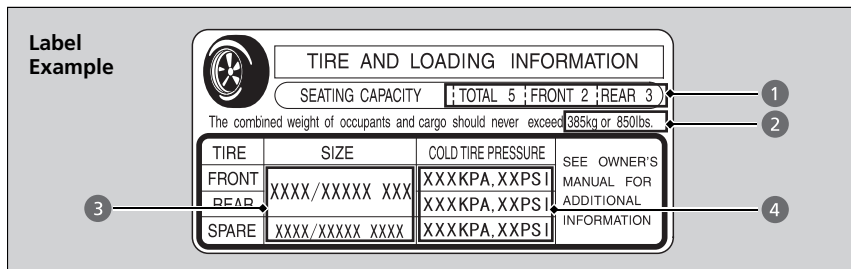 Label
Example
TIRE AND LOADING INFORMATION
SEATING CAPACITY TOTAL 5 FRONT 2 REAR 3
1
The combined weight of occupants and cargo should never exceed 385kg or 850lbs.
2
TIRE SIZE COLD TIRE PRESSURE
SEE OWNER'S
MANUAL FOR
ADDITIONAL
INFORMATION
FRONT XXXX/XXXXX XXX XXXKPA,XXPSI
REAR XXXKPA,XXPSI
SPARE XXXX/XXXXX XXXX XXXKPA,XXPSI
3
4